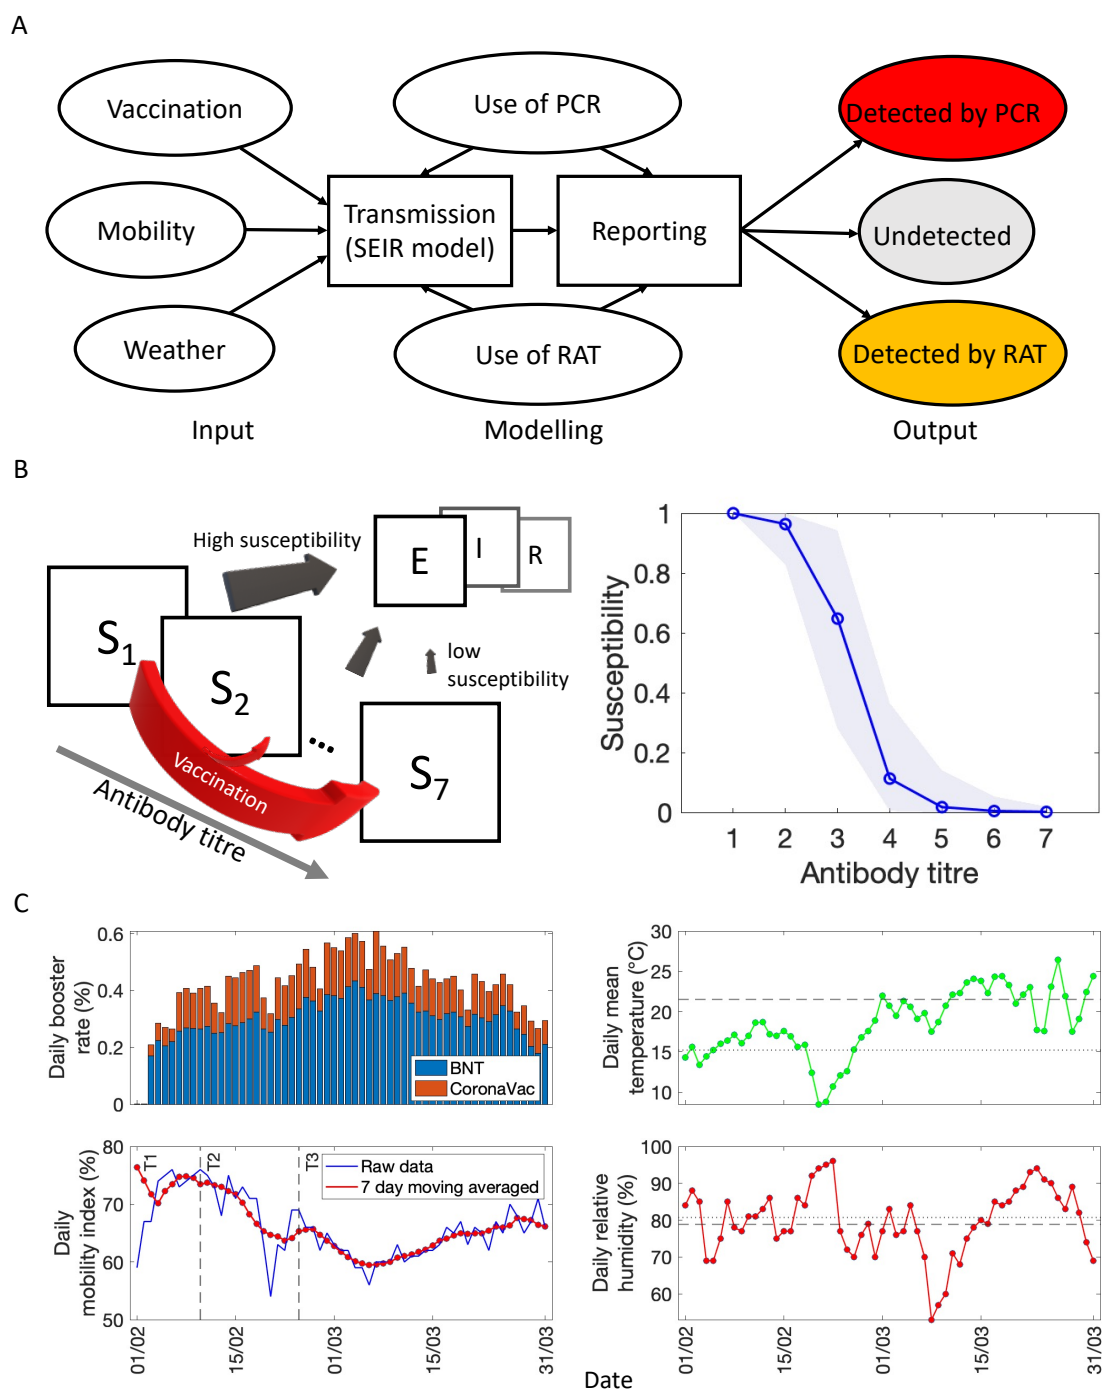 A
Vaccination
Use of PCR
Detected by PCR
Mobility
Transmission
(SEIR model)
Reporting
Undetected
Weather
Use of RAT
Detected by RAT
Input
Modelling
Output
B
High susceptibility
E
I
R
S1
S2
...
S7
low
susceptibility
Vaccination
Antibody titre
Susceptibility
1
0.8
0.6
0.4
0.2
0
1 2 3 4 5 6 7
Antibody titre
C
Daily booster
rate (%)
0.6
0.4
0.2
0
BNT
CoronaVac
Daily mean
temperature (°C)
30
25
20
15
10
Daily
mobility index (%)
80
70
60
50
T1
T2
T3
Raw data
7 day moving averaged
01/02
15/02
01/03
15/03
31/03
Daily relative
humidity (%)
100
90
80
70
60
01/02
15/02
01/03
15/03
31/03
Date